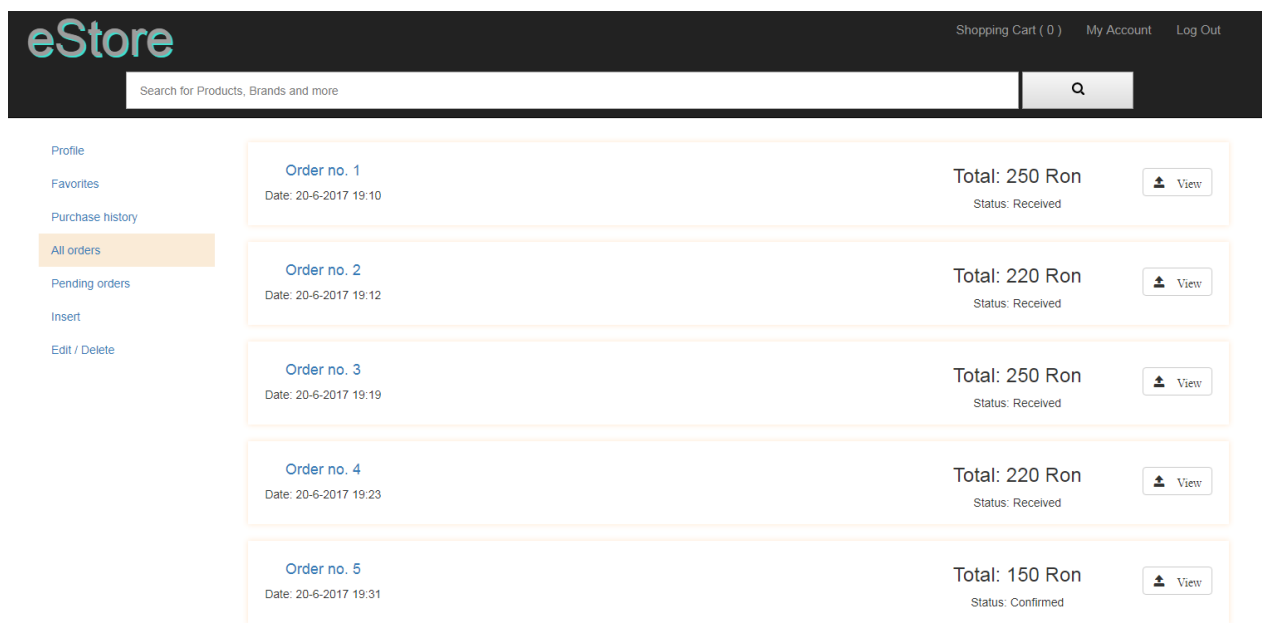 eStore
Shopping Cart ( 0 ) My Account Log Out
Search for Products, Brands and more
Profile
Favorites
Purchase history
All orders
Pending orders
Insert
Edit / Delete
Order no. 1
Date: 20-6-2017 19:10
Total: 250 Ron
Status: Received
View
Order no. 2
Date: 20-6-2017 19:12
Total: 220 Ron
Status: Received
View
Order no. 3
Date: 20-6-2017 19:19
Total: 250 Ron
Status: Received
View
Order no. 4
Date: 20-6-2017 19:23
Total: 220 Ron
Status: Received
View
Order no. 5
Date: 20-6-2017 19:31
Total: 150 Ron
Status: Confirmed
View